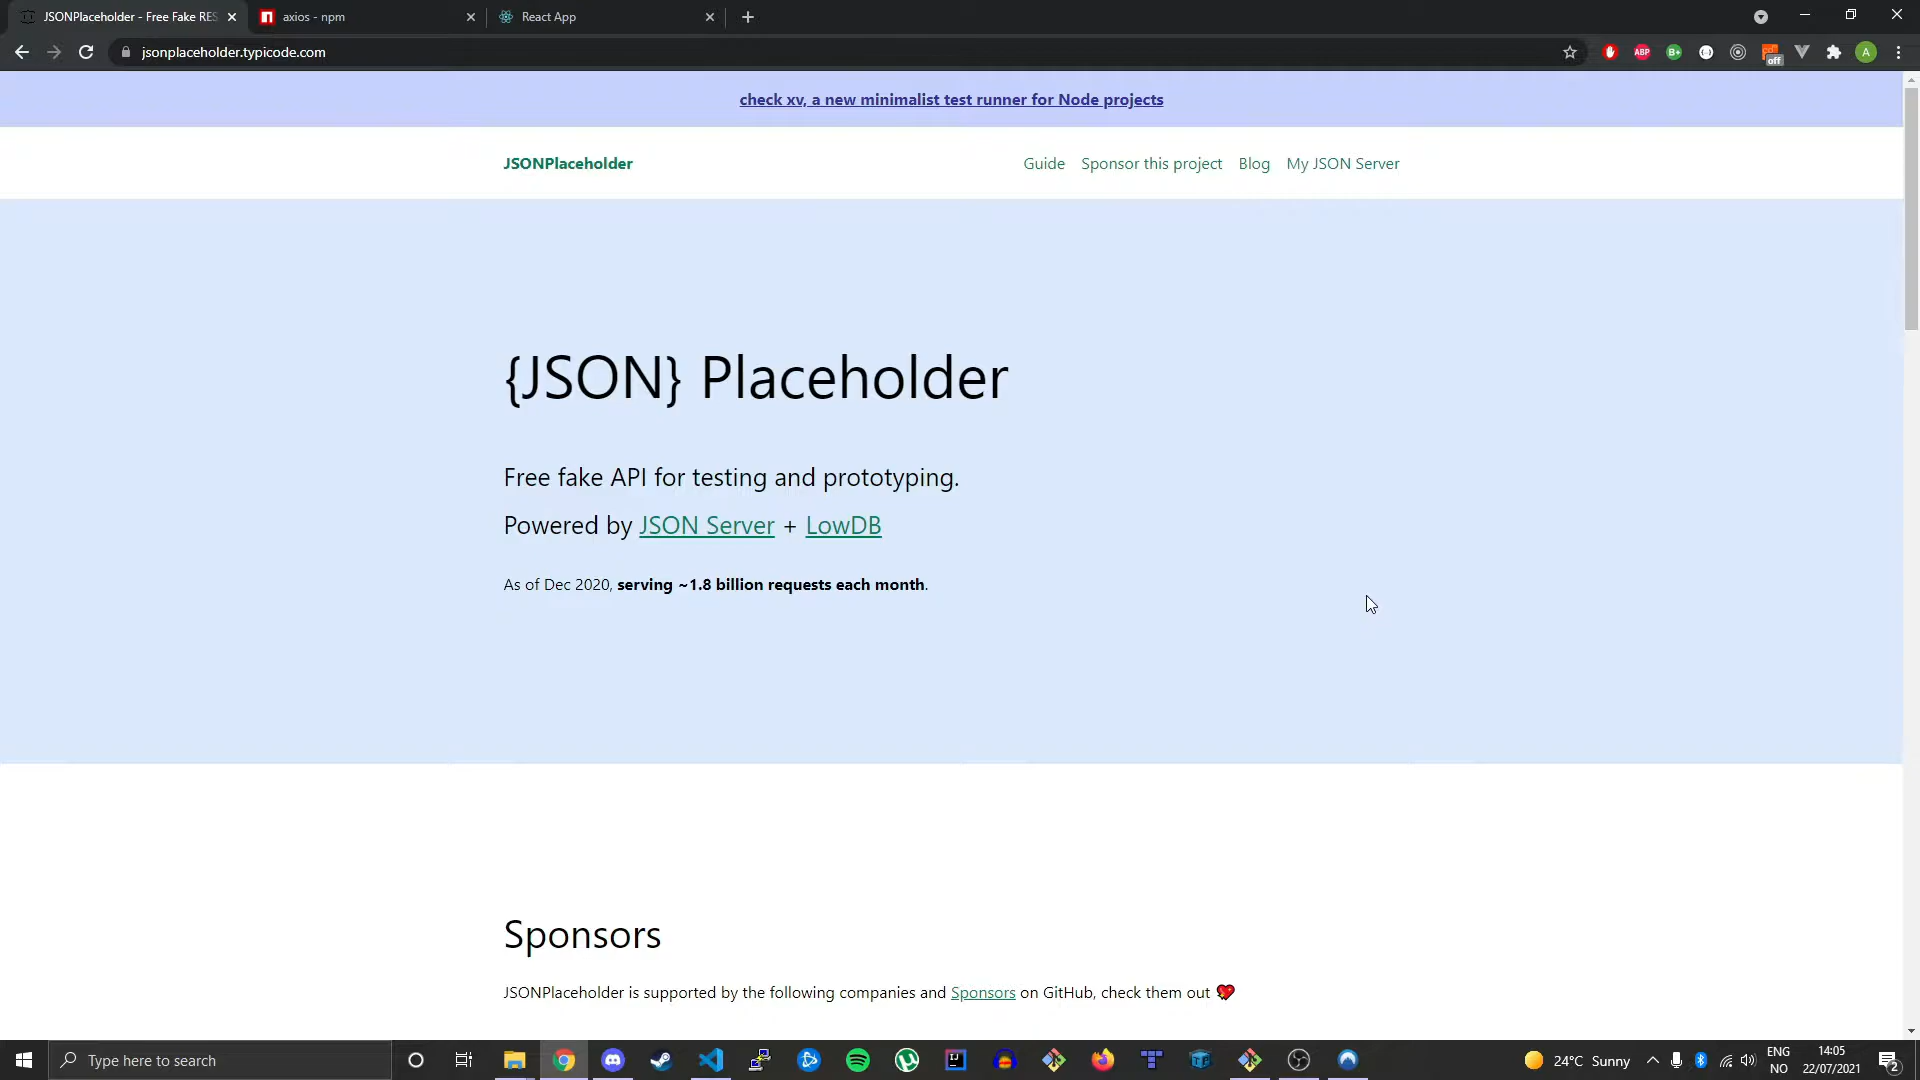 JSONPlaceholder - Free Fake RES
axios - npm
React App
jsonplaceholder.typicode.com
ABP
B+
off
A
check xv, a new minimalist test runner for Node projects
JSONPlaceholder
Guide
Sponsor this project
Blog
My JSON Server
{JSON} Placeholder
Free fake API for testing and prototyping.
Powered by JSON Server + LowDB
As of Dec 2020, serving ~1.8 billion requests each month.
Sponsors
JSONPlaceholder is supported by the following companies and Sponsors on GitHub, check them out
Type here to search
24°C Sunny
ENG
NO
14:05
22/07/2021
2